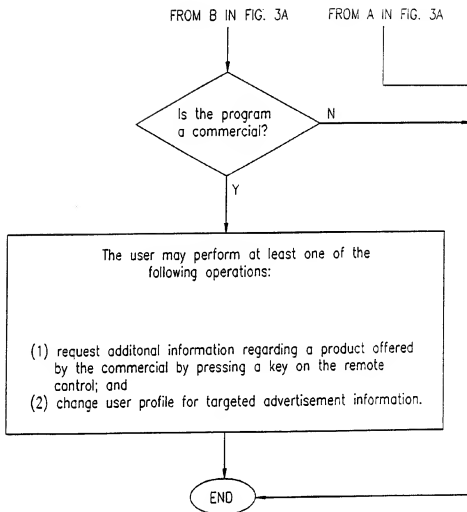 FROM B IN FIG. 3A FROM A IN FIG. 3A
Is the program
a commercial?
N
Y
The user may perform at least one of the
following operations:
(1) request additonal information regarding a product offered
by the commercial by pressing a key on the remote
control; and
(2) change user profile for targeted advertisement information.
END